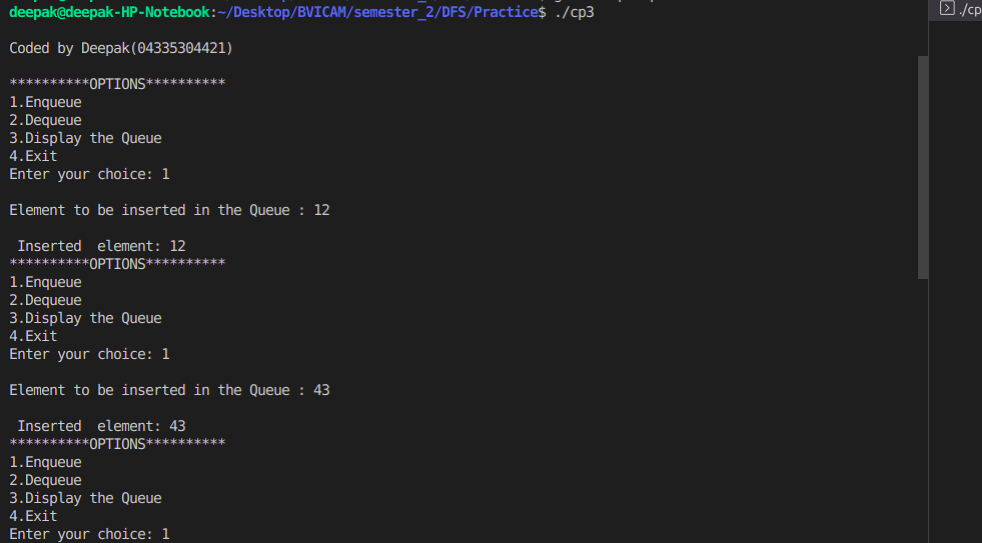 deepak@deepak-HP-Notebook:~/Desktop/BVICAM/semester_2/DFS/Practice$ ./cp3
./cp
Coded by Deepak(04335304421)
**********OPTIONS**********
1.Enqueue
2.Dequeue
3.Display the Queue
4.Exit
Enter your choice: 1
Element to be inserted in the Queue : 12
Inserted  element: 12
**********OPTIONS**********
1.Enqueue
2.Dequeue
3.Display the Queue
4.Exit
Enter your choice: 1
Element to be inserted in the Queue : 43
Inserted  element: 43
**********OPTIONS**********
1.Enqueue
2.Dequeue
3.Display the Queue
4.Exit
Enter your choice: 1